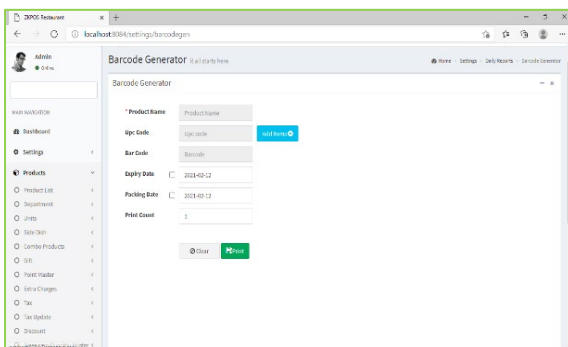 ZKPOS Restaurant
localhost:8084/settings/barcodegen
Admin
Online
MAIN NAVIGATION
Dashboard
Settings
Products
Product List
Department
Units
Side Dish
Combo Products
Gift
Point Master
Extra Charges
Tax
Tax Update
Discount
Barcode Generator it all starts here
Home - Settings - Daily Reports - Barcode Generator
Barcode Generator
* Product Name
Product Name
Upc Code
Upc code
Add Items
Bar Code
Barcode
Expiry Date
2021-02-12
Packing Date
2021-02-12
Print Count
1
Clear
Print